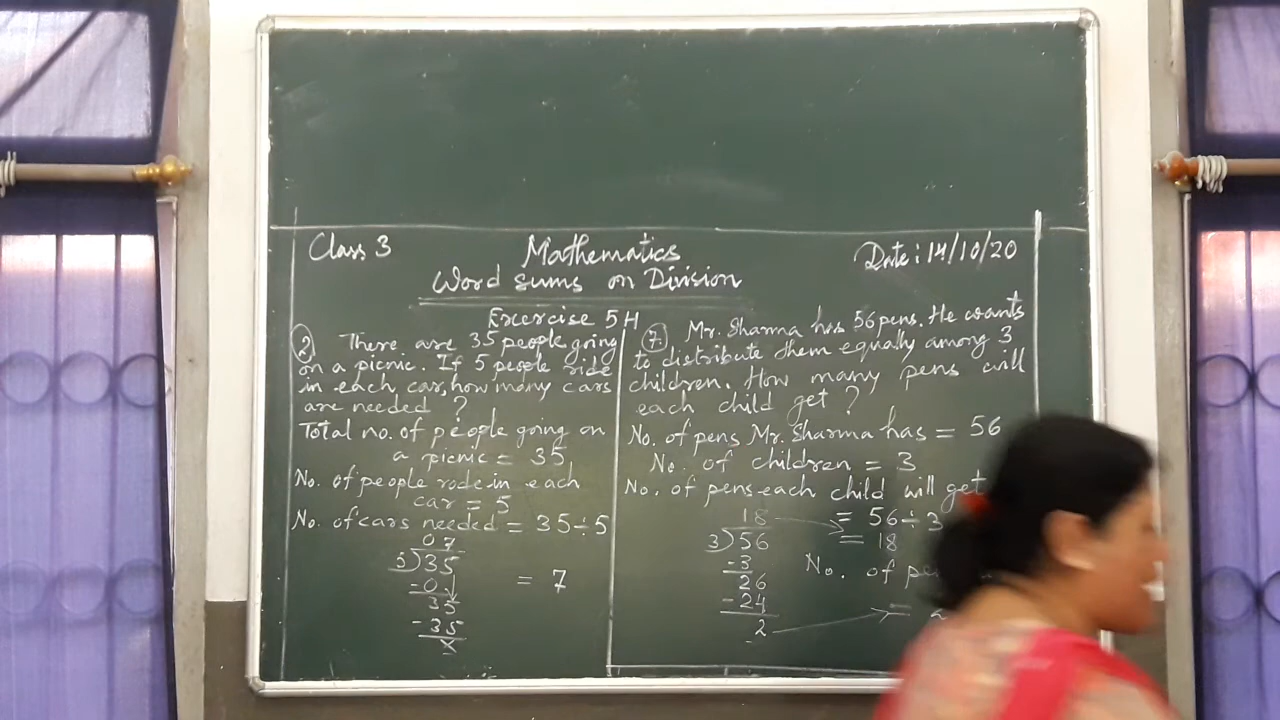 Class 3
Mathematics
Date: 14/10/20
Word sums on Division
Exercise 5H
2. There are 35 people going
on a picnic. If 5 people ride
in each car, how many cars
are needed?
Total no. of people going on
a picnic = 35
No. of people rode in each
car = 5
No. of cars needed = 35÷5
07
5)35
-0↓
35
-35
x
= 7
7. Mr. Sharma has 56 pens. He wants
to distribute them equally among 3
children. How many pens will
each child get?
No. of pens Mr. Sharma has = 56
No. of children = 3
No. of pens each child will get
= 56÷3
= 18
18
3)56
-3
26
-24
2
No. of
=